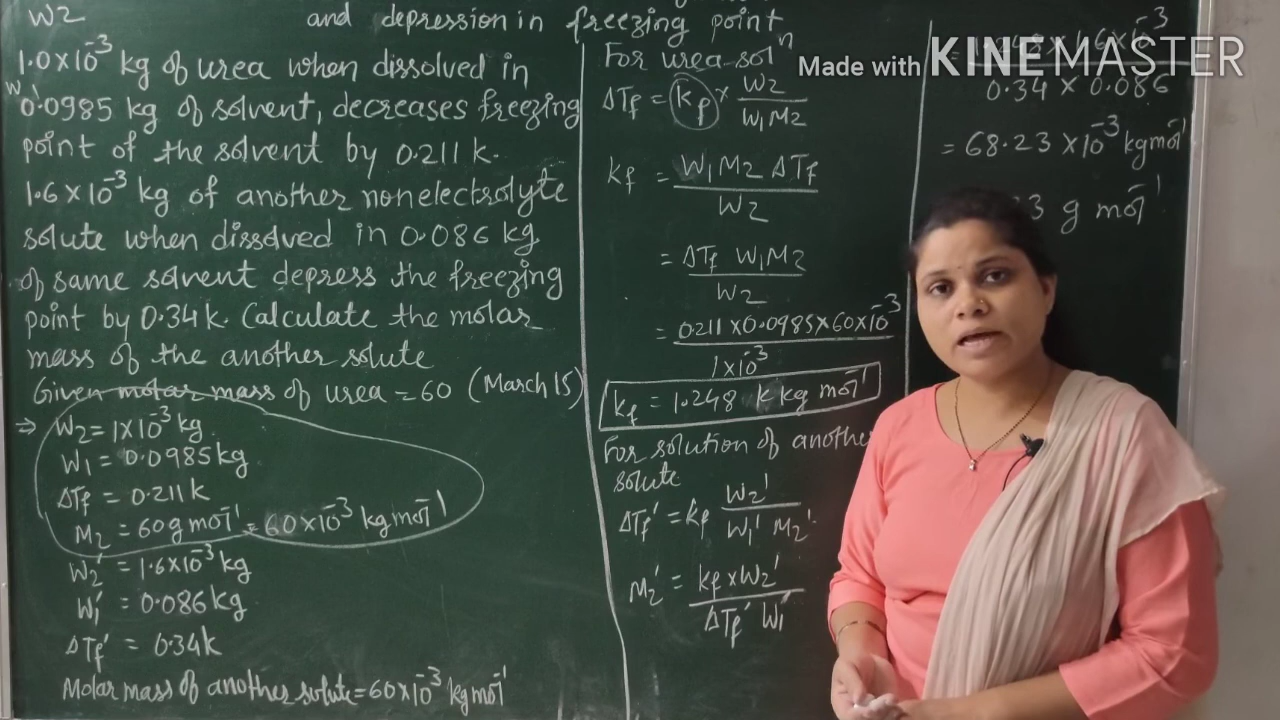 W2
and depression in freezing point
1.0×10⁻³ kg of urea when dissolved in
W1
0.0985 kg of solvent, decreases freezing
point of the solvent by 0.211 k.
1.6×10⁻³ kg of another nonelectrolyte
solute when dissolved in 0.086 kg
of same solvent depress the freezing
point by 0.34 k. Calculate the molar
mass of the another solute
Given molar mass of urea = 60 (March 15)
⇒ W2 = 1×10⁻³ kg
W1 = 0.0985 kg
ΔTf = 0.211 k
M2 = 60 g mol⁻¹ = 60×10⁻³ kg mol⁻¹
W2' = 1.6×10⁻³ kg
W1' = 0.086 kg
ΔTf' = 0.34 k
Molar mass of another solute = 60×10⁻³ kg mol⁻¹
For urea solⁿ
ΔTf = kf × W2 / W1 M2
kf = W1 M2 ΔTf / W2
= ΔTf W1 M2 / W2
= 0.211×0.0985×60×10⁻³ / 1×10⁻³
kf = 1.248 k kg mol⁻¹
For solution of another
solute
ΔTf' = kf W2' / W1' M2'
M2' = kf × W2' / ΔTf' W1'
Made with KINEMASTER
0.34 × 0.086
= 68.23 ×10⁻³ kg mol⁻¹
g mol⁻¹